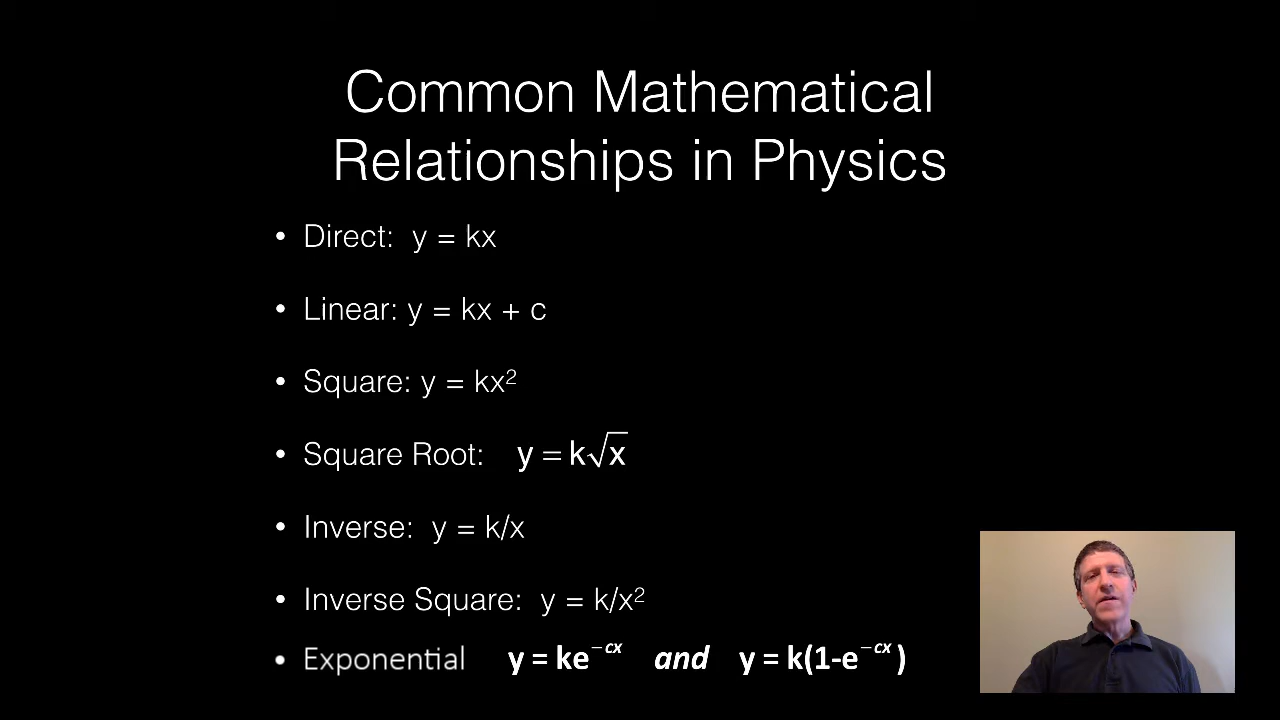 Common Mathematical
Relationships in Physics
• Direct: y = kx
• Linear: y = kx + c
• Square: y = kx²
• Square Root: y = k√x
• Inverse: y = k/x
• Inverse Square: y = k/x²
• Exponential y = ke⁻ᶜˣ and y = k(1-e⁻ᶜˣ)